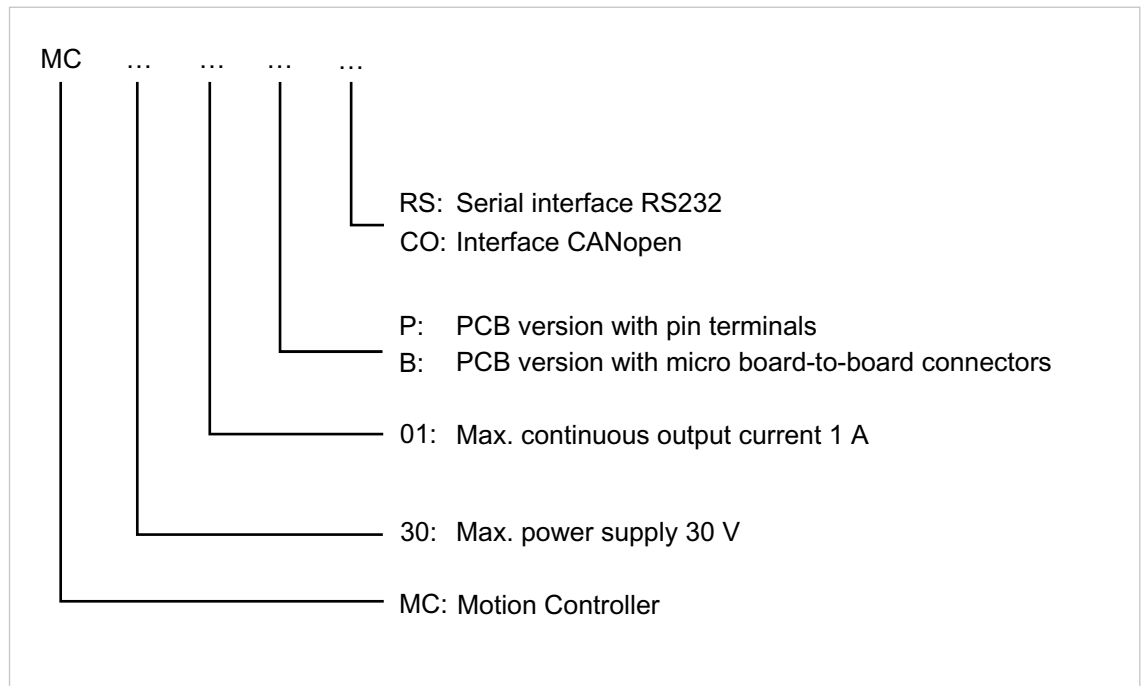 MC … … … …
RS: Serial interface RS232
CO: Interface CANopen
P: PCB version with pin terminals
B: PCB version with micro board-to-board connectors
01: Max. continuous output current 1 A
30: Max. power supply 30 V
MC: Motion Controller